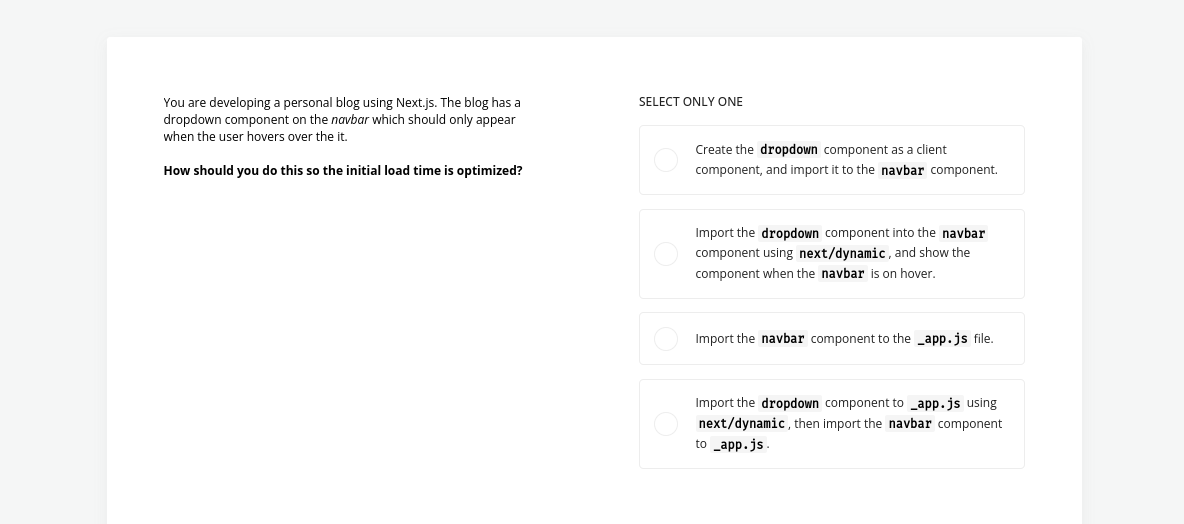 You are developing a personal blog using Next.js. The blog has a
dropdown component on the navbar which should only appear
when the user hovers over the it.
How should you do this so the initial load time is optimized?
SELECT ONLY ONE
Create the dropdown component as a client
component, and import it to the navbar component.
Import the dropdown component into the navbar
component using next/dynamic, and show the
component when the navbar is on hover.
Import the navbar component to the _app.js file.
Import the dropdown component to _app.js using
next/dynamic, then import the navbar component
to _app.js.